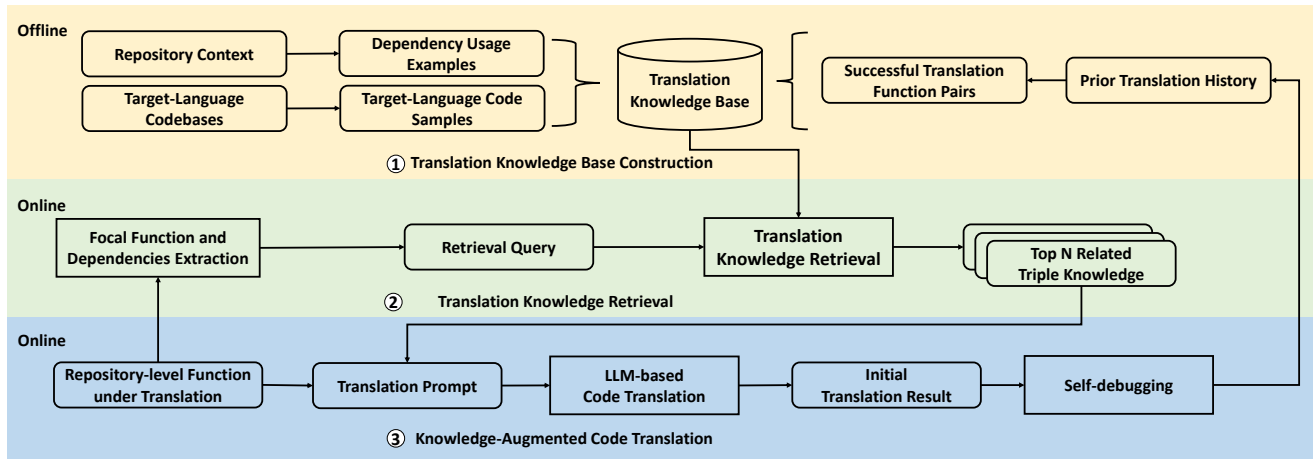 Offline
Repository Context
Dependency Usage
Examples
Target-Language
Codebases
Target-Language Code
Samples
Translation
Knowledge Base
Successful Translation
Function Pairs
Prior Translation History
① Translation Knowledge Base Construction
Online
Focal Function and
Dependencies Extraction
Retrieval Query
Translation
Knowledge Retrieval
Top N Related
Triple Knowledge
② Translation Knowledge Retrieval
Online
Repository-level Function
under Translation
Translation Prompt
LLM-based
Code Translation
Initial
Translation Result
Self-debugging
③ Knowledge-Augmented Code Translation